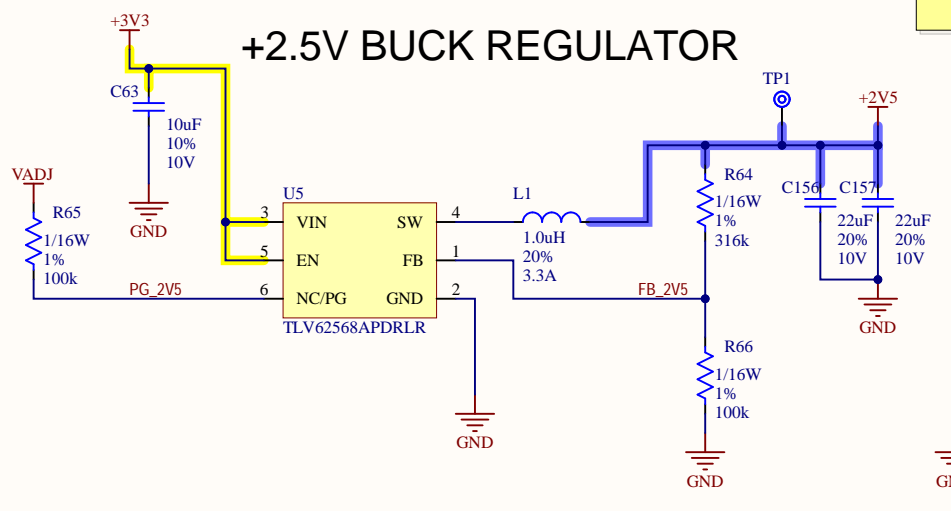 +3V3
+2.5V BUCK REGULATOR
TP1
+2V5
C63
10uF
10%
10V
GND
VADJ
R65
1/16W
1%
100k
PG_2V5
U5
3 VIN SW 4
5 EN FB 1
6 NC/PG GND 2
TLV62568APDRLR
L1
1.0uH
20%
3.3A
FB_2V5
GND
R64
1/16W
1%
316k
R66
1/16W
1%
100k
GND
C156
22uF
20%
10V
C157
22uF
20%
10V
GND